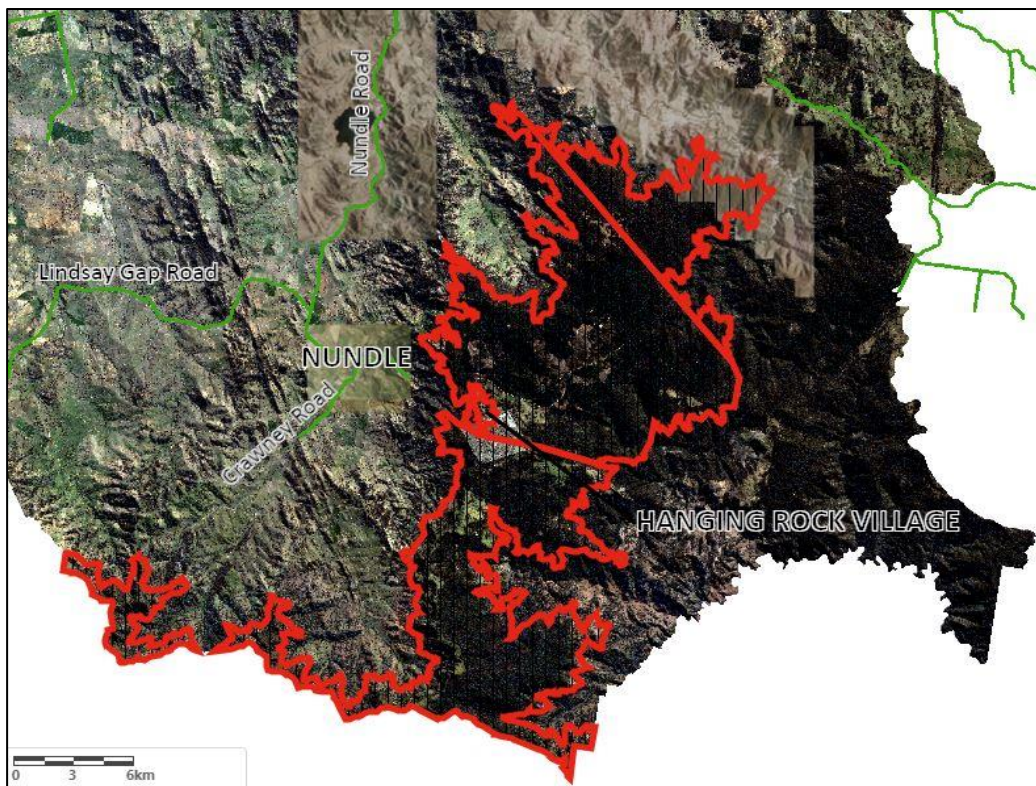 Nundle Road
Lindsay Gap Road
NUNDLE
Crawney Road
HANGING ROCK VILLAGE
0 3 6km